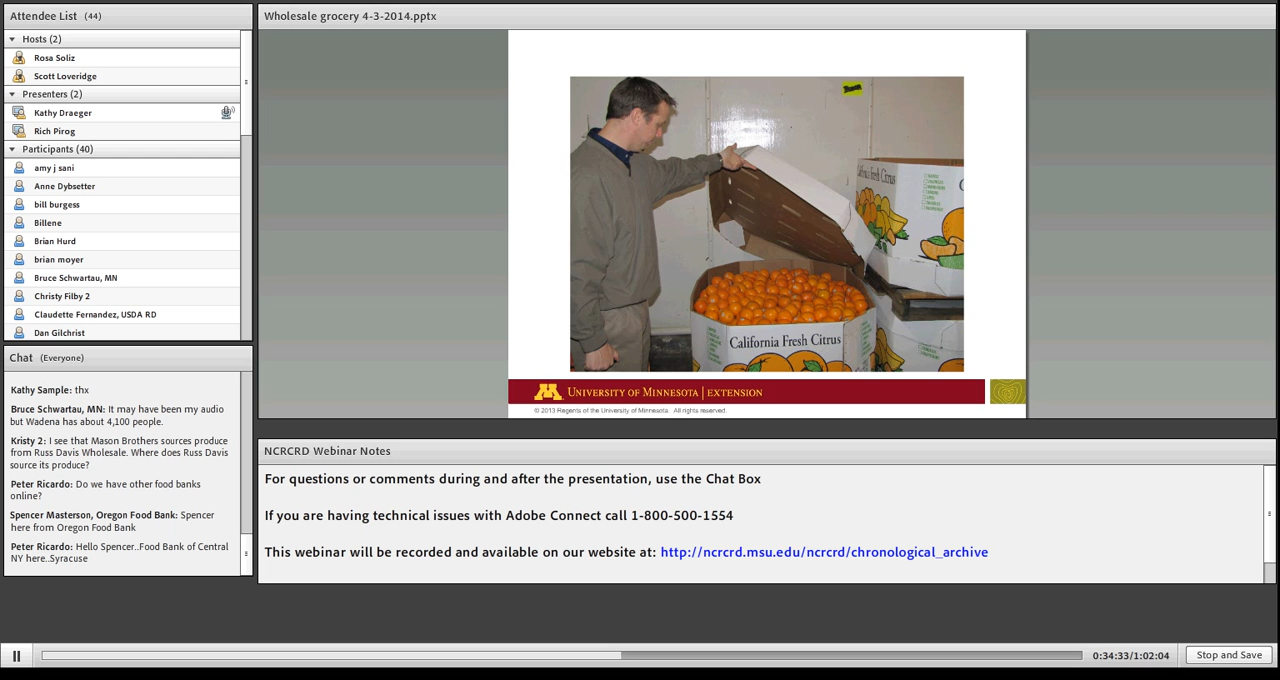 Attendee List (44)
Hosts (2)
Rosa Soliz
Scott Loveridge
Presenters (2)
Kathy Draeger
Rich Pirog
Participants (40)
amy j sani
Anne Dybsetter
bill burgess
Billene
Brian Hurd
brian moyer
Bruce Schwartau, MN
Christy Filby 2
Claudette Fernandez, USDA RD
Dan Gilchrist
Chat (Everyone)
Kathy Sample: thx
Bruce Schwartau, MN: It may have been my audio
but Wadena has about 4,100 people.
Kristy 2: I see that Mason Brothers sources produce
from Russ Davis Wholesale. Where does Russ Davis
source its produce?
Peter Ricardo: Do we have other food banks
online?
Spencer Masterson, Oregon Food Bank: Spencer
here from Oregon Food Bank
Peter Ricardo: Hello Spencer..Food Bank of Central
NY here..Syracuse
Wholesale grocery 4-3-2014.pptx
California Fresh Citrus
California Fresh Citrus
UNIVERSITY OF MINNESOTA | EXTENSION
© 2013 Regents of the University of Minnesota. All rights reserved.
NCRCRD Webinar Notes
For questions or comments during and after the presentation, use the Chat Box
If you are having technical issues with Adobe Connect call 1-800-500-1554
This webinar will be recorded and available on our website at: http://ncrcrd.msu.edu/ncrcrd/chronological_archive
0:34:33/1:02:04
Stop and Save